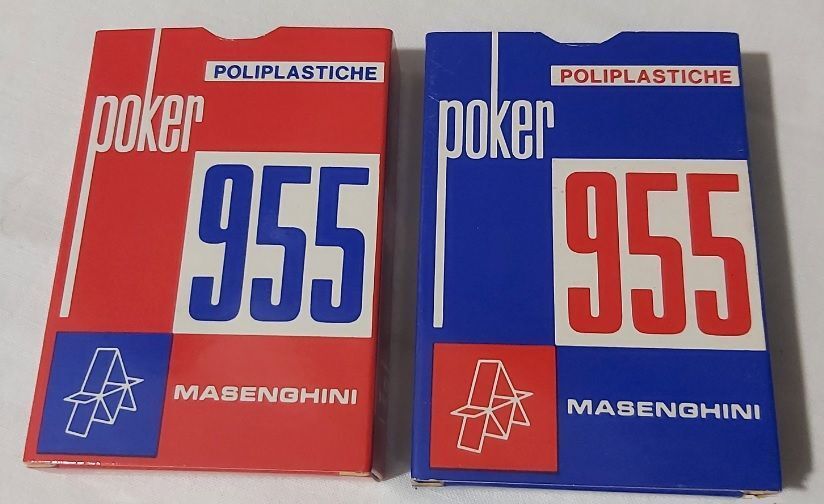 POLIPLASTICHE
poker
955
MASENGHINI
POLIPLASTICHE
poker
955
MASENGHINI